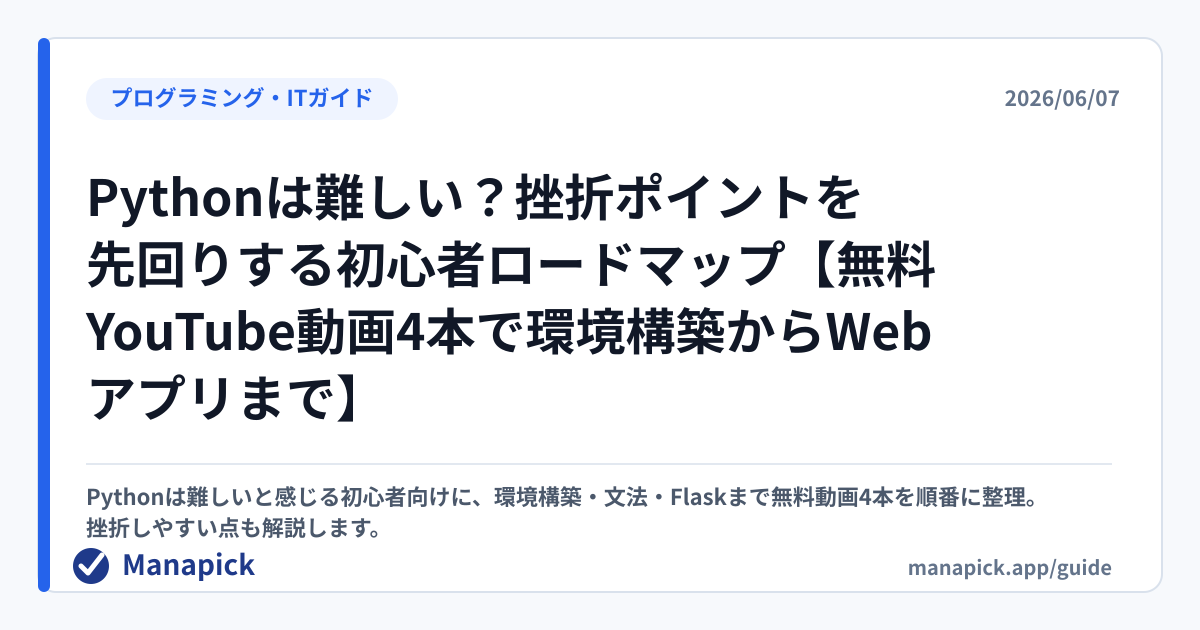 プログラミング・ITガイド
2026/06/07
Pythonは難しい？挫折ポイントを
先回りする初心者ロードマップ【無料
YouTube動画4本で環境構築からWeb
アプリまで】
Pythonは難しいと感じる初心者向けに、環境構築・文法・Flaskまで無料動画4本を順番に整理。
挫折しやすい点も解説します。
Manapick
manapick.app/guide